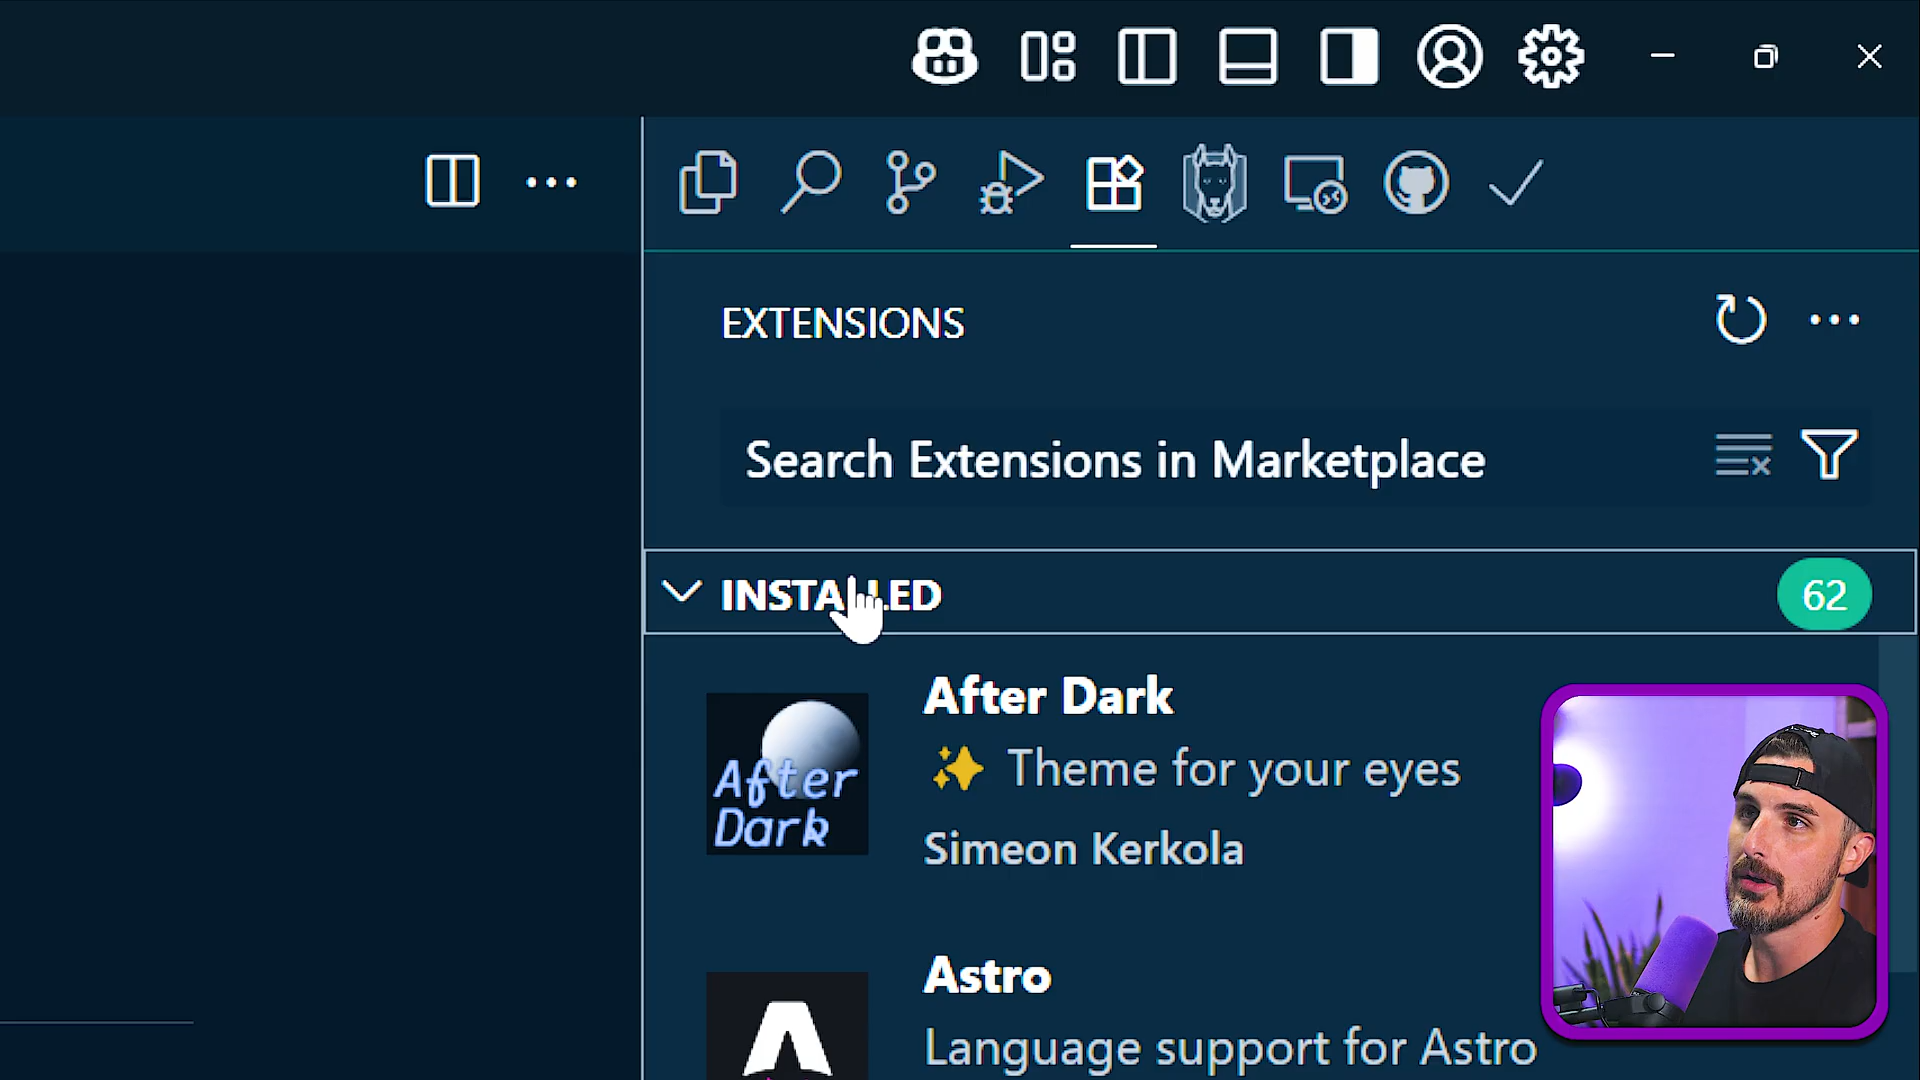 EXTENSIONS
Search Extensions in Marketplace
INSTALLED
62
After Dark
After
Dark
✨ Theme for your eyes
Simeon Kerkola
Astro
Language support for Astro